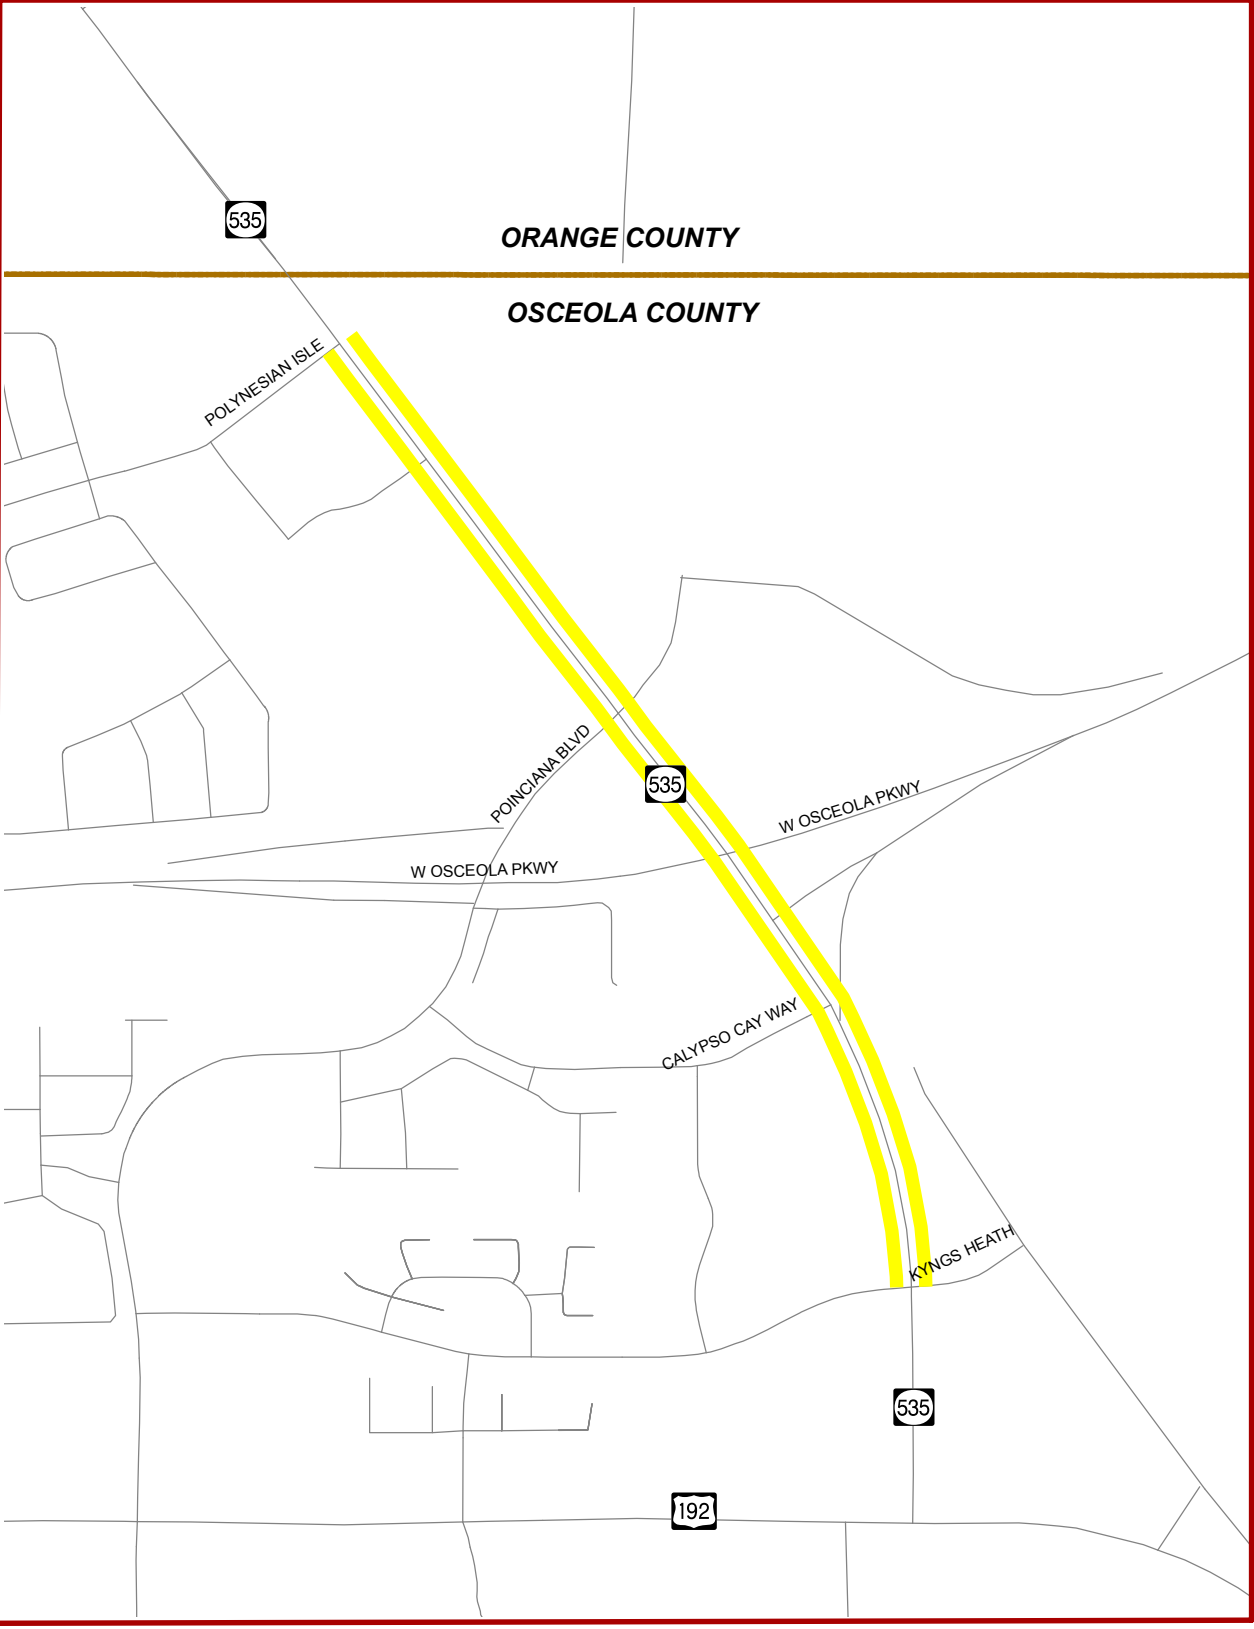 535
ORANGE COUNTY
OSCEOLA COUNTY
POLYNESIAN ISLE
POINCIANA BLVD
535
W OSCEOLA PKWY
W OSCEOLA PKWY
CALYPSO CAY WAY
KYNGS HEATH
535
192